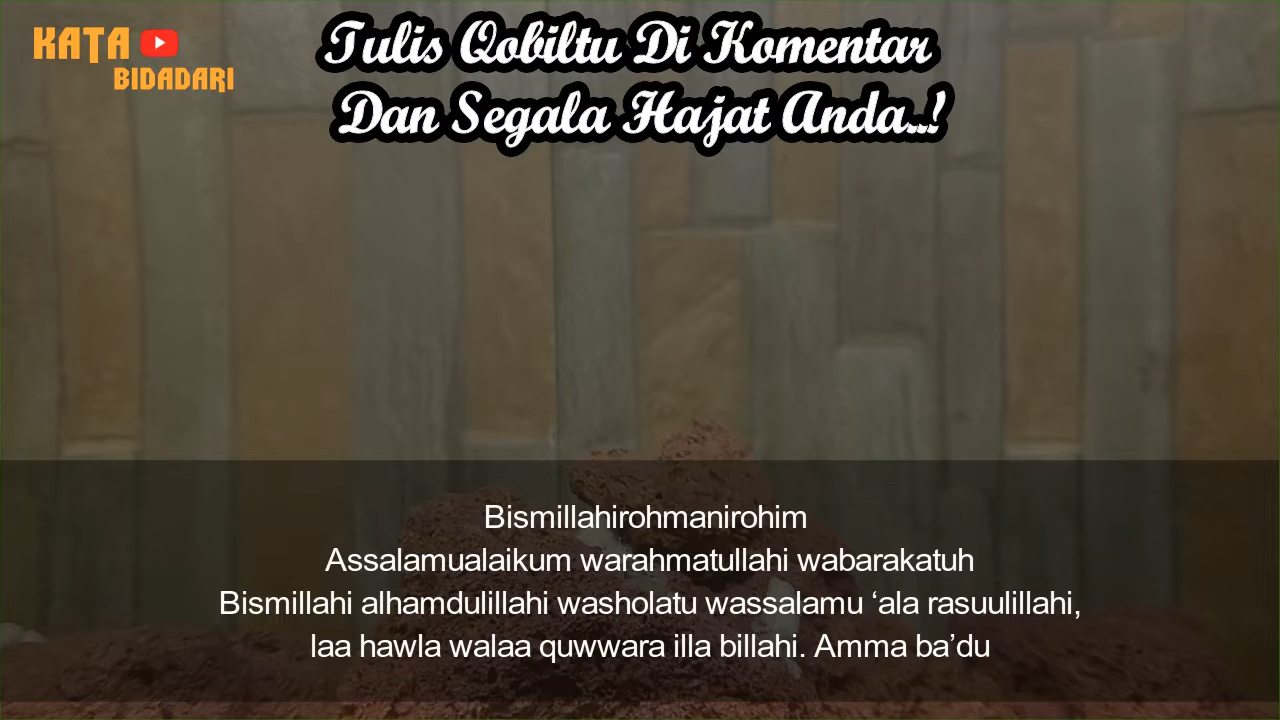 KATA
BIDADARI
Tulis Qobiltu Di Komentar
Dan Segala Hajat Anda...!
Bismillahirohmanirohim
Assalamualaikum warahmatullahi wabarakatuh
Bismillahi alhamdulillahi washolatu wassalamu ‘ala rasuulillahi,
laa hawla walaa quwwara illa billahi. Amma ba’du